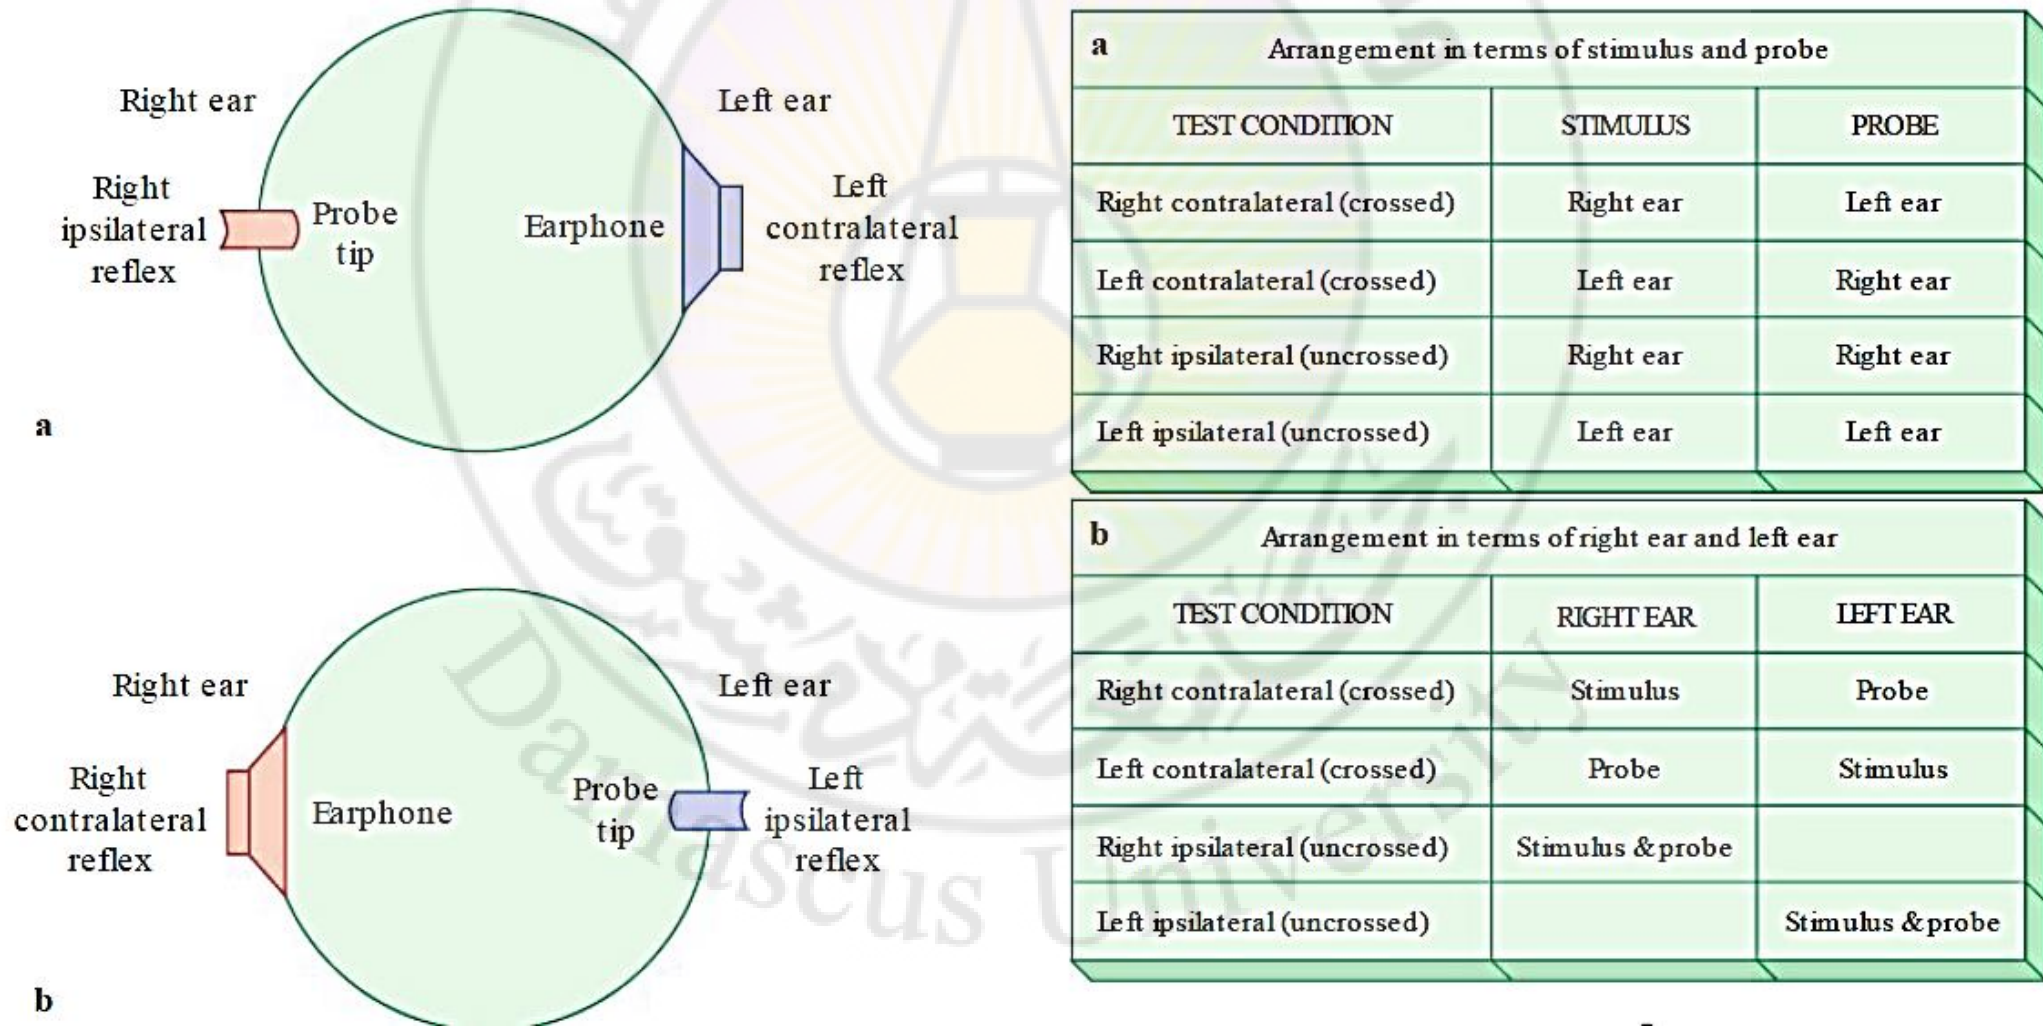 Right ear
Left ear
Right
ipsilateral
reflex
Probe
tip
Earphone
Left
contralateral
reflex
a
Right ear
Left ear
Right
contralateral
reflex
Earphone
Probe
tip
Left
ipsilateral
reflex
b
a Arrangement in terms of stimulus and probe
TEST CONDITION STIMULUS PROBE
Right contralateral (crossed) Right ear Left ear
Left contralateral (crossed) Left ear Right ear
Right ipsilateral (uncrossed) Right ear Right ear
Left ipsilateral (uncrossed) Left ear Left ear
b Arrangement in terms of right ear and left ear
TEST CONDITION RIGHT EAR LEFT EAR
Right contralateral (crossed) Stimulus Probe
Left contralateral (crossed) Probe Stimulus
Right ipsilateral (uncrossed) Stimulus & probe
Left ipsilateral (uncrossed) Stimulus & probe
جامعة دمشق
Damascus University